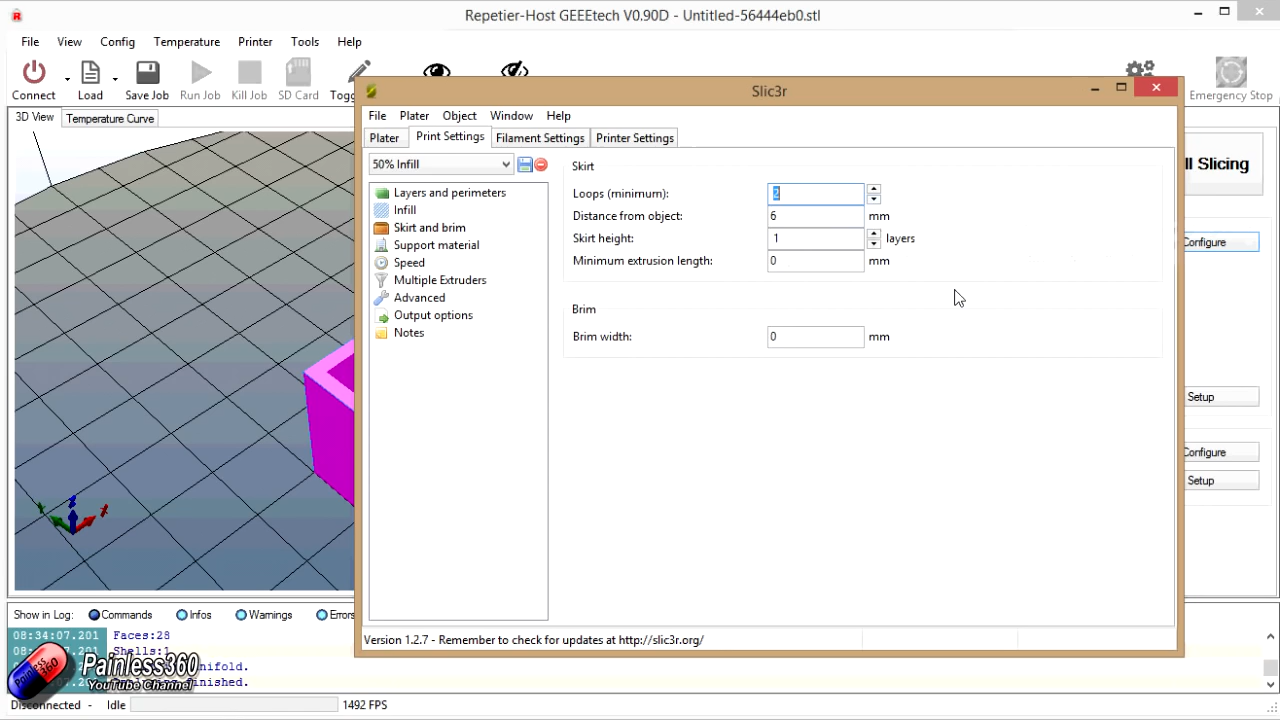 Repetier-Host GEEEtech V0.90D - Untitled-56444eb0.stl
File View Config Temperature Printer Tools Help
Connect Load Save Job Run Job Kill Job SD Card Togg Emergency Stop
3D View Temperature Curve
Slic3r
File Plater Object Window Help
Plater Print Settings Filament Settings Printer Settings
50% Infill
Layers and perimeters
Infill
Skirt and brim
Support material
Speed
Multiple Extruders
Advanced
Output options
Notes
Skirt
Loops (minimum): 2
Distance from object: 6 mm
Skirt height: 1 layers
Minimum extrusion length: 0 mm
Brim
Brim width: 0 mm
Version 1.2.7 - Remember to check for updates at http://slic3r.org/
Slicing
Configure
Setup
Configure
Setup
Show in Log: Commands Infos Warnings Errors
08:34:07.201 Faces:28
Shells:1
nifold.
finished.
Painless360
Painless360
YouTube Channel
Disconnected - Idle 1492 FPS